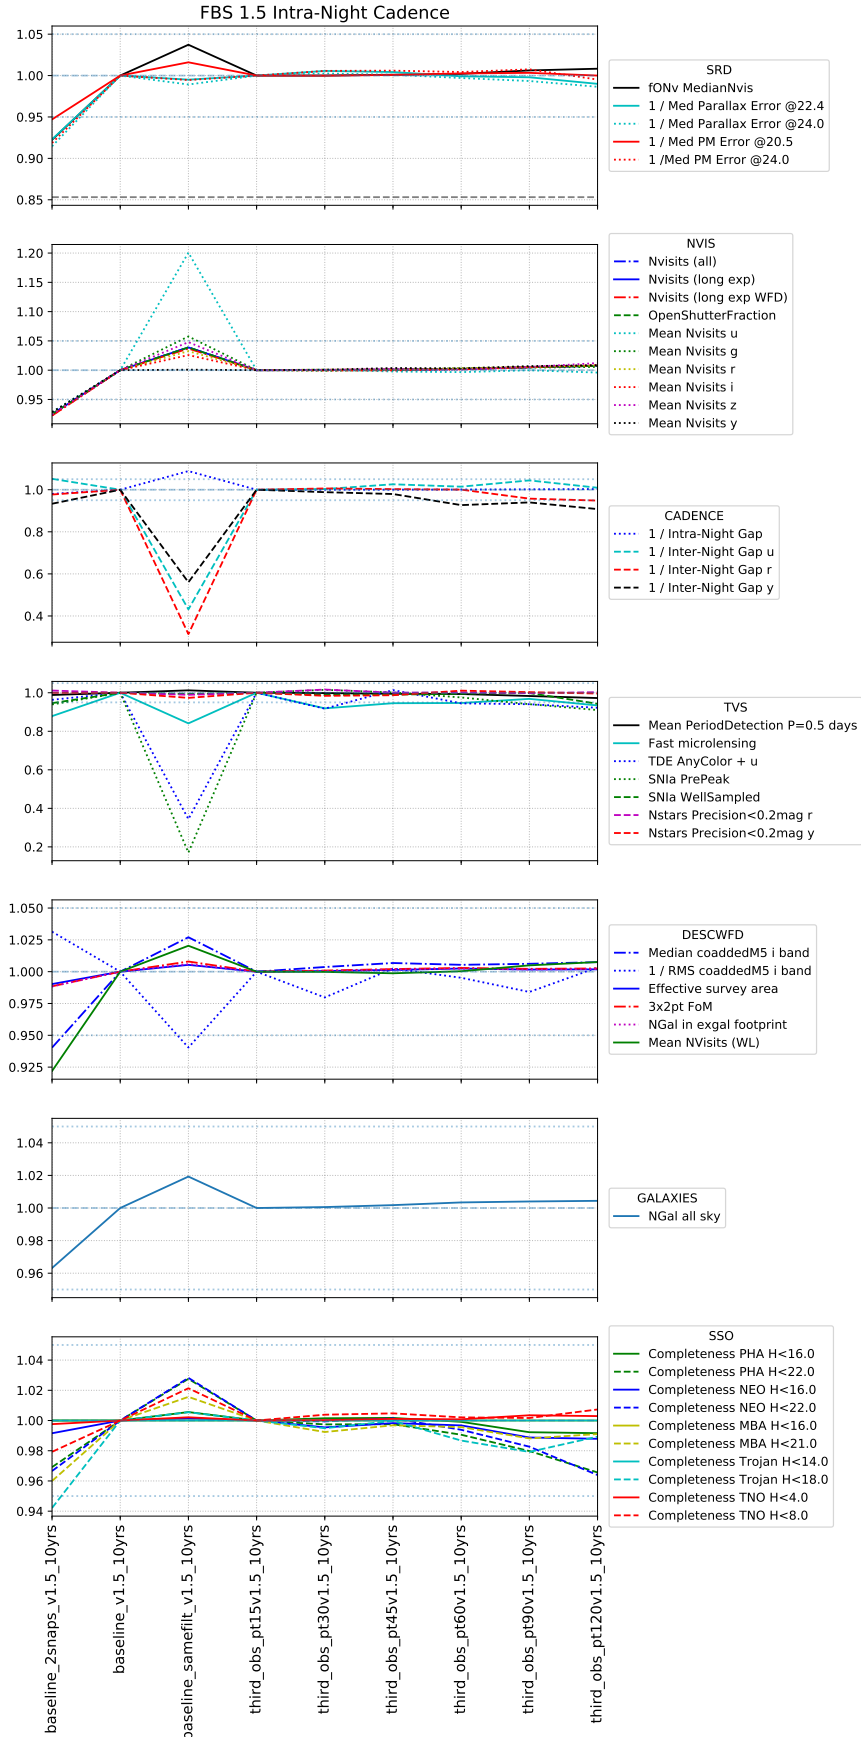 FBS 1.5 Intra-Night Cadence
1.05
1.00
0.95
0.90
0.85
SRD
fONv MedianNvis
1 / Med Parallax Error @22.4
1 / Med Parallax Error @24.0
1 / Med PM Error @20.5
1 /Med PM Error @24.0
1.20
1.15
1.10
1.05
1.00
0.95
NVIS
Nvisits (all)
Nvisits (long exp)
Nvisits (long exp WFD)
OpenShutterFraction
Mean Nvisits u
Mean Nvisits g
Mean Nvisits r
Mean Nvisits i
Mean Nvisits z
Mean Nvisits y
1.0
0.8
0.6
0.4
CADENCE
1 / Intra-Night Gap
1 / Inter-Night Gap u
1 / Inter-Night Gap r
1 / Inter-Night Gap y
1.0
0.8
0.6
0.4
0.2
TVS
Mean PeriodDetection P=0.5 days
Fast microlensing
TDE AnyColor + u
SNIa PrePeak
SNIa WellSampled
Nstars Precision<0.2mag r
Nstars Precision<0.2mag y
1.050
1.025
1.000
0.975
0.950
0.925
DESCWFD
Median coaddedM5 i band
1 / RMS coaddedM5 i band
Effective survey area
3x2pt FoM
NGal in exgal footprint
Mean NVisits (WL)
1.04
1.02
1.00
0.98
0.96
GALAXIES
NGal all sky
1.04
1.02
1.00
0.98
0.96
0.94
SSO
Completeness PHA H<16.0
Completeness PHA H<22.0
Completeness NEO H<16.0
Completeness NEO H<22.0
Completeness MBA H<16.0
Completeness MBA H<21.0
Completeness Trojan H<14.0
Completeness Trojan H<18.0
Completeness TNO H<4.0
Completeness TNO H<8.0
baseline_2snaps_v1.5_10yrs
baseline_v1.5_10yrs
baseline_samefilt_v1.5_10yrs
third_obs_pt15v1.5_10yrs
third_obs_pt30v1.5_10yrs
third_obs_pt45v1.5_10yrs
third_obs_pt60v1.5_10yrs
third_obs_pt90v1.5_10yrs
third_obs_pt120v1.5_10yrs